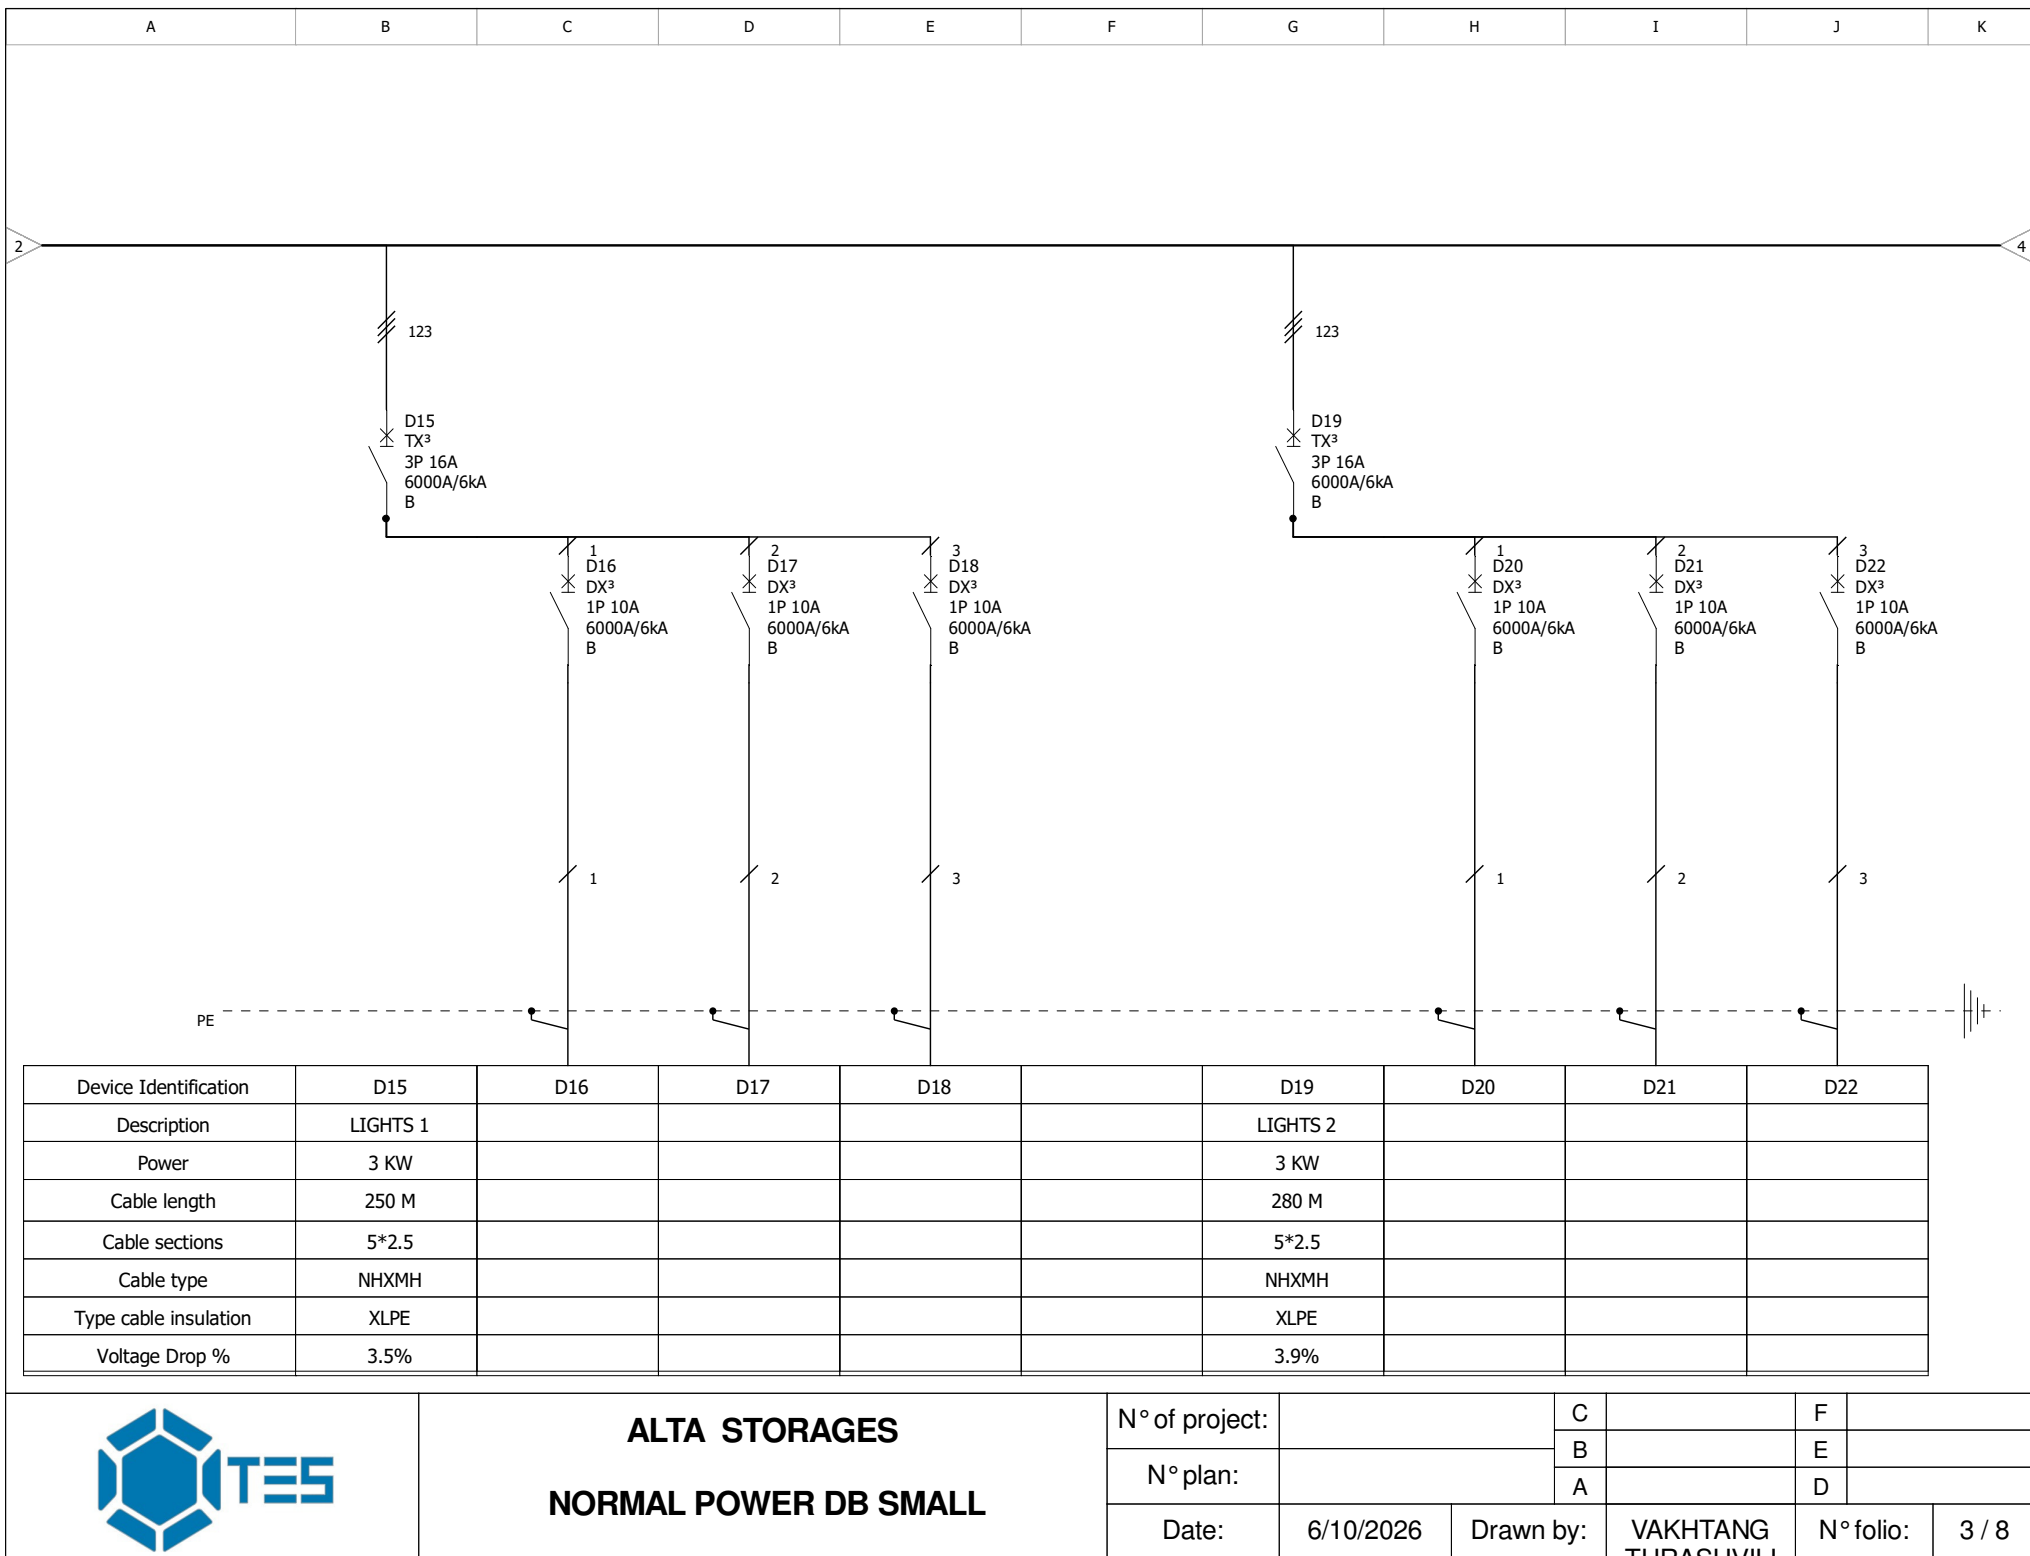 A B C D E F G H I J K
2 4
123 123
D15
TX³
3P 16A
6000A/6kA
B
D19
TX³
3P 16A
6000A/6kA
B
1
D16
DX³
1P 10A
6000A/6kA
B
2
D17
DX³
1P 10A
6000A/6kA
B
3
D18
DX³
1P 10A
6000A/6kA
B
1
D20
DX³
1P 10A
6000A/6kA
B
2
D21
DX³
1P 10A
6000A/6kA
B
3
D22
DX³
1P 10A
6000A/6kA
B
1 2 3 1 2 3
PE
Device Identification D15 D16 D17 D18 D19 D20 D21 D22
Description LIGHTS 1 LIGHTS 2
Power 3 KW 3 KW
Cable length 250 M 280 M
Cable sections 5*2.5 5*2.5
Cable type NHXMH NHXMH
Type cable insulation XLPE XLPE
Voltage Drop % 3.5% 3.9%
TES
ALTA STORAGES
NORMAL POWER DB SMALL
N° of project: C F
B E
N° plan:
A D
Date: 6/10/2026 Drawn by: VAKHTANG N° folio: 3 / 8